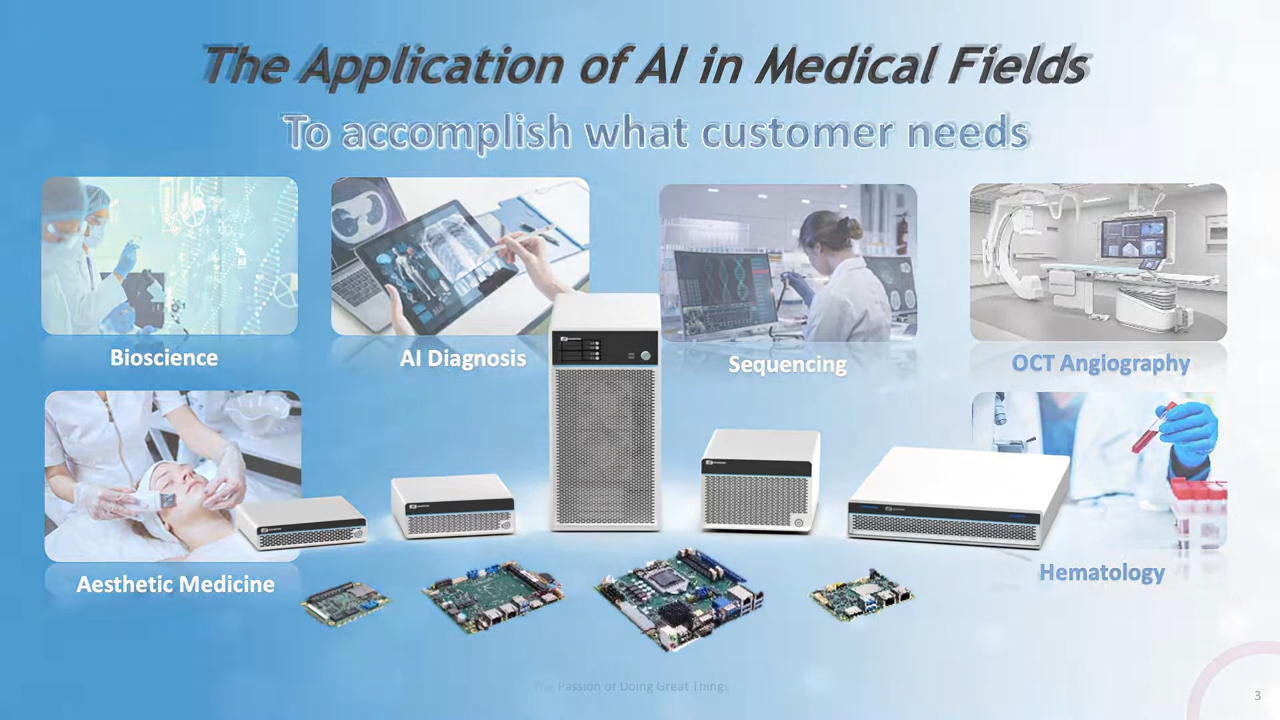 The Application of AI in Medical Fields
To accomplish what customer needs
Bioscience
AI Diagnosis
Sequencing
OCT Angiography
Aesthetic Medicine
Hematology
The Passion of Doing Great Things
3